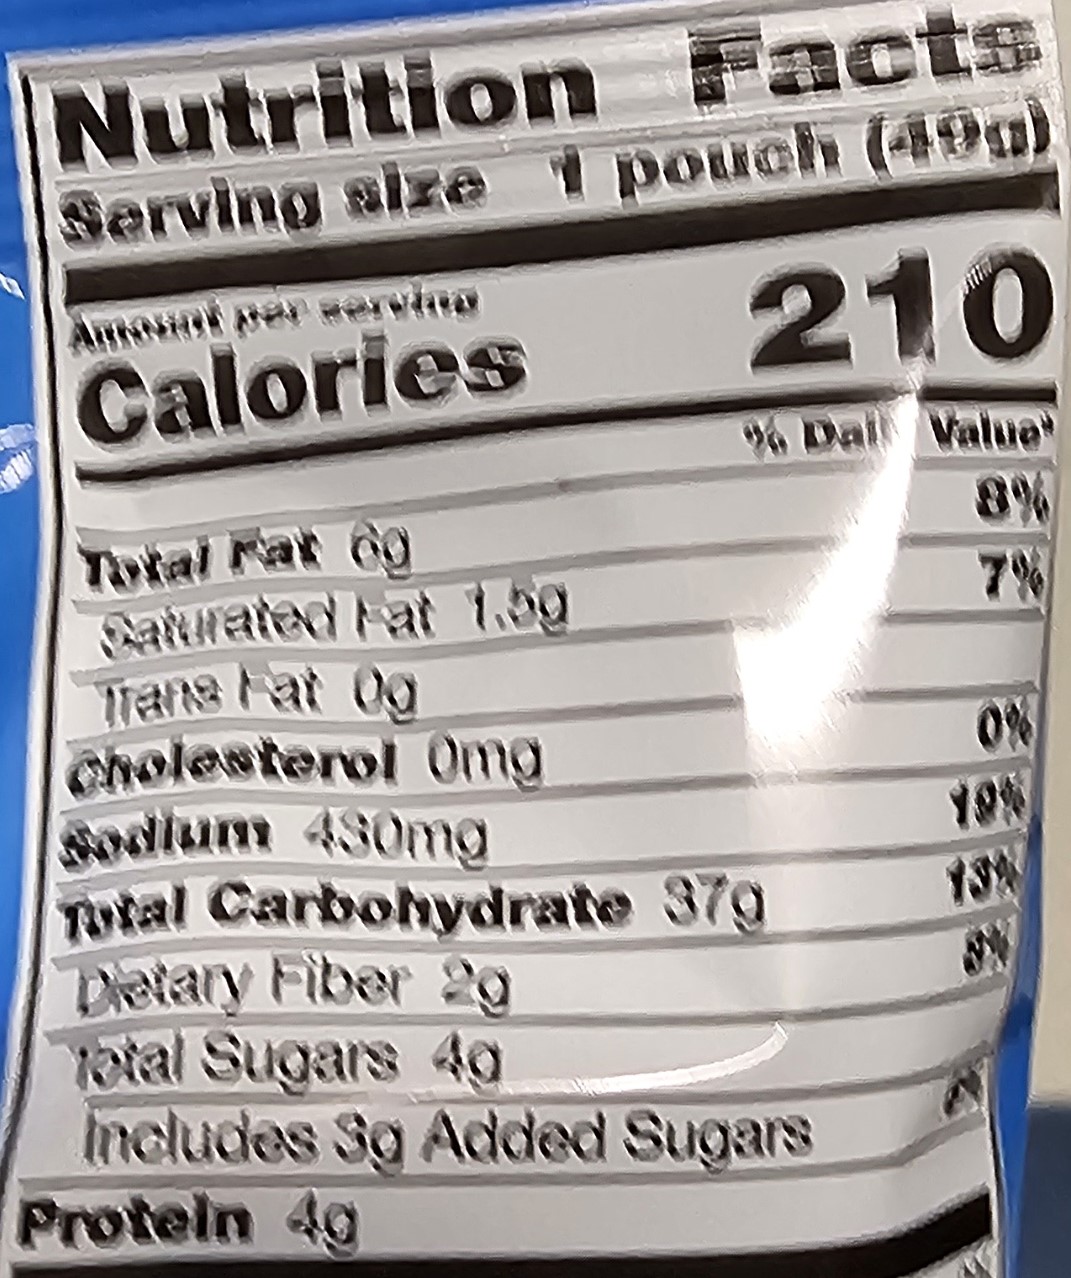 Nutrition Facts
Serving size 1 pouch (49g)
Amount per serving
Calories 210
% Daily Value*
Total Fat 6g 8%
Saturated Fat 1.5g 7%
Trans Fat 0g
Cholesterol 0mg 0%
Sodium 430mg 19%
Total Carbohydrate 37g 13%
Dietary Fiber 2g 8%
Total Sugars 4g
Includes 3g Added Sugars
Protein 4g